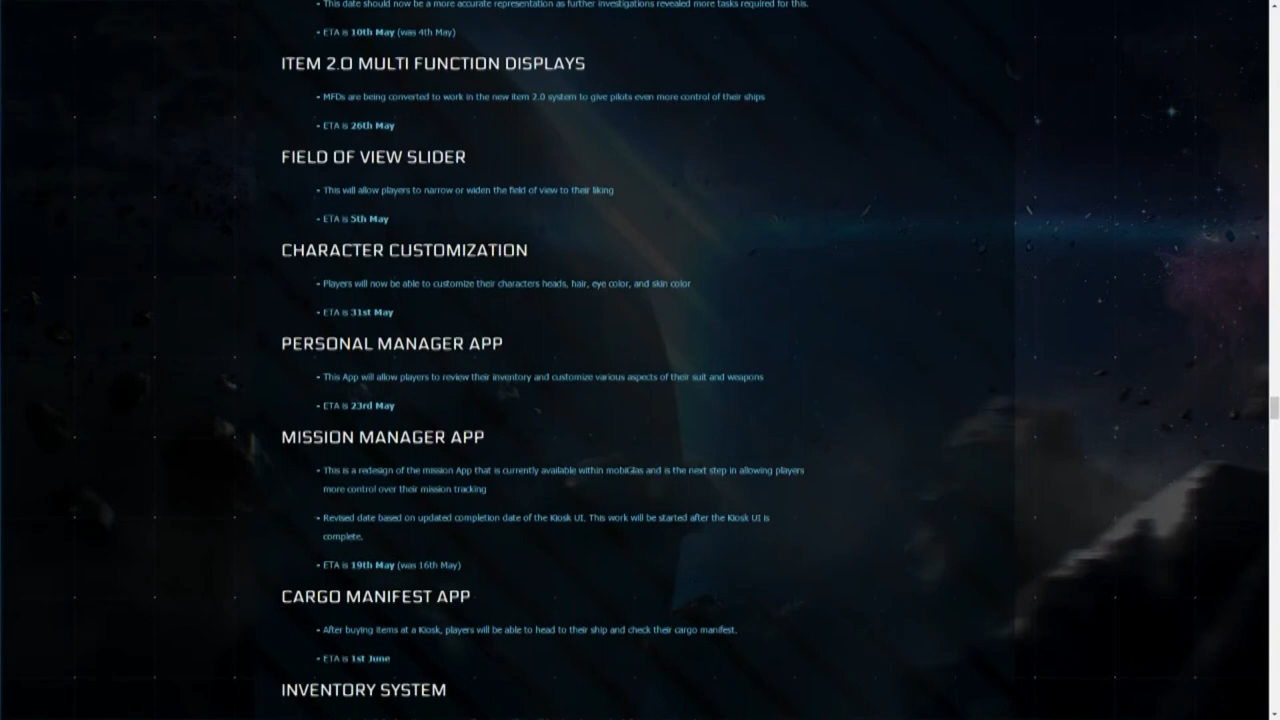 - This date should now be a more accurate representation as further investigations revealed more tasks required for this.
- ETA is 10th May (was 4th May)
ITEM 2.0 MULTI FUNCTION DISPLAYS
- MFDs are being converted to work in the new item 2.0 system to give pilots even more control of their ships
- ETA is 26th May
FIELD OF VIEW SLIDER
- This will allow players to narrow or widen the field of view to their liking
- ETA is 5th May
CHARACTER CUSTOMIZATION
- Players will now be able to customize their characters heads, hair, eye color, and skin color
- ETA is 31st May
PERSONAL MANAGER APP
- This App will allow players to review their inventory and customize various aspects of their suit and weapons
- ETA is 23rd May
MISSION MANAGER APP
- This is a redesign of the mission App that is currently available within mobiGlas and is the next step in allowing players
more control over their mission tracking
- Revised date based on updated completion date of the Kiosk UI. This work will be started after the Kiosk UI is
complete.
- ETA is 19th May (was 16th May)
CARGO MANIFEST APP
- After buying items at a Kiosk, players will be able to head to their ship and check their cargo manifest.
- ETA is 1st June
INVENTORY SYSTEM